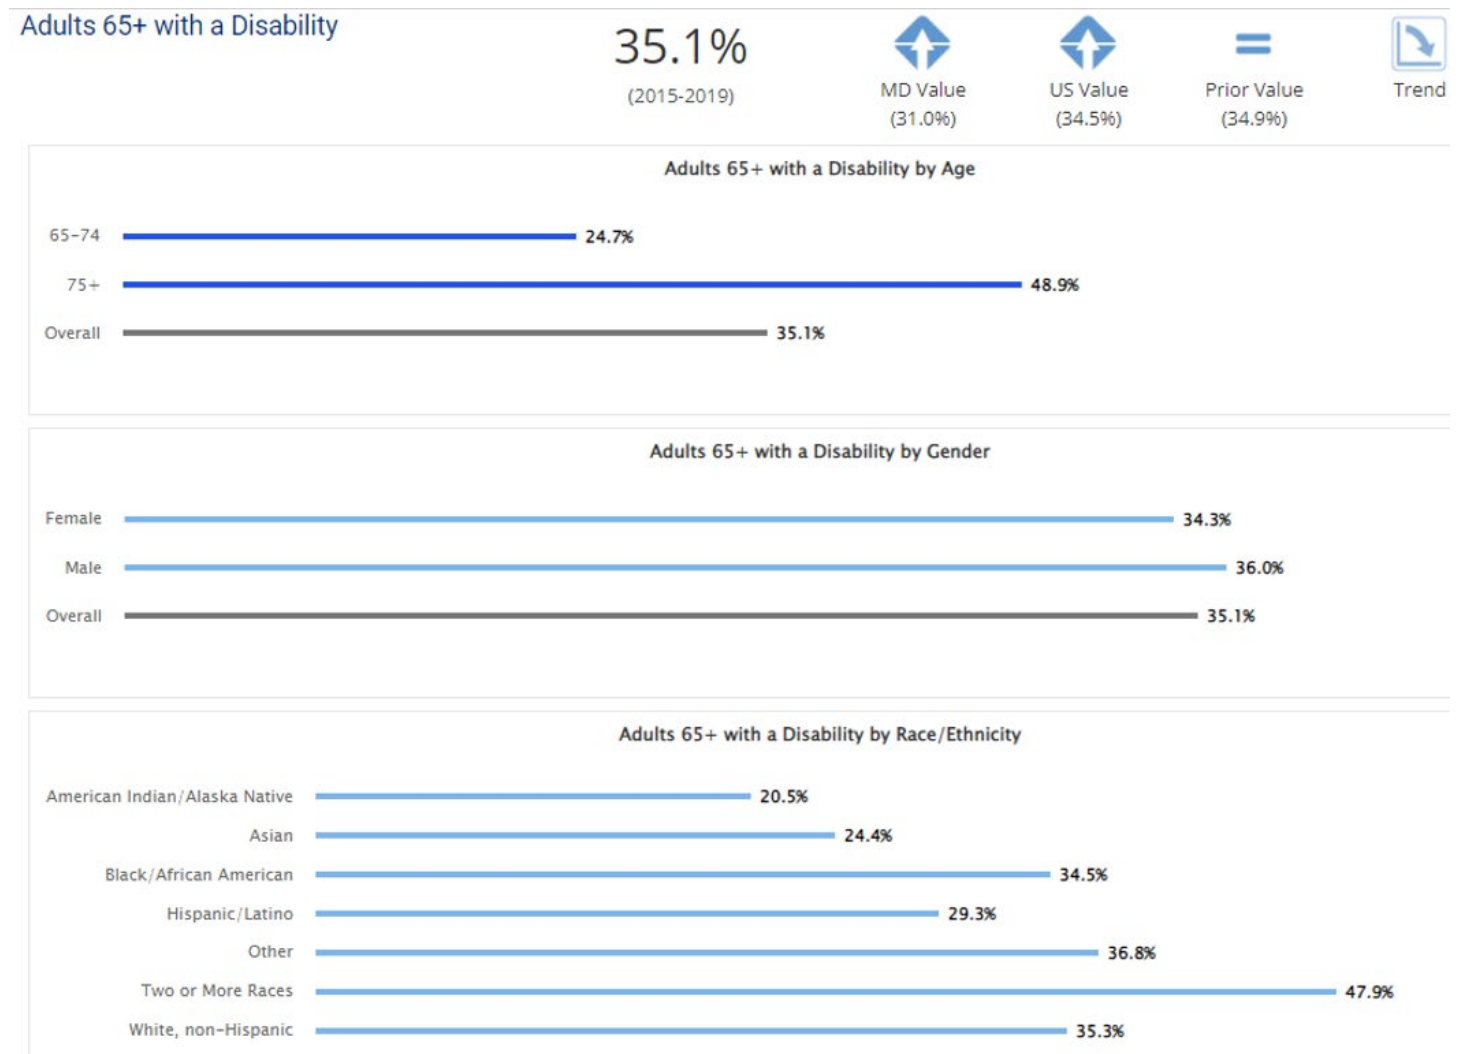 Adults 65+ with a Disability
35.1%
(2015-2019)
MD Value
(31.0%)
US Value
(34.5%)
Prior Value
(34.9%)
Trend
Adults 65+ with a Disability by Age
65-74 24.7%
75+ 48.9%
Overall 35.1%
Adults 65+ with a Disability by Gender
Female 34.3%
Male 36.0%
Overall 35.1%
Adults 65+ with a Disability by Race/Ethnicity
American Indian/Alaska Native 20.5%
Asian 24.4%
Black/African American 34.5%
Hispanic/Latino 29.3%
Other 36.8%
Two or More Races 47.9%
White, non-Hispanic 35.3%